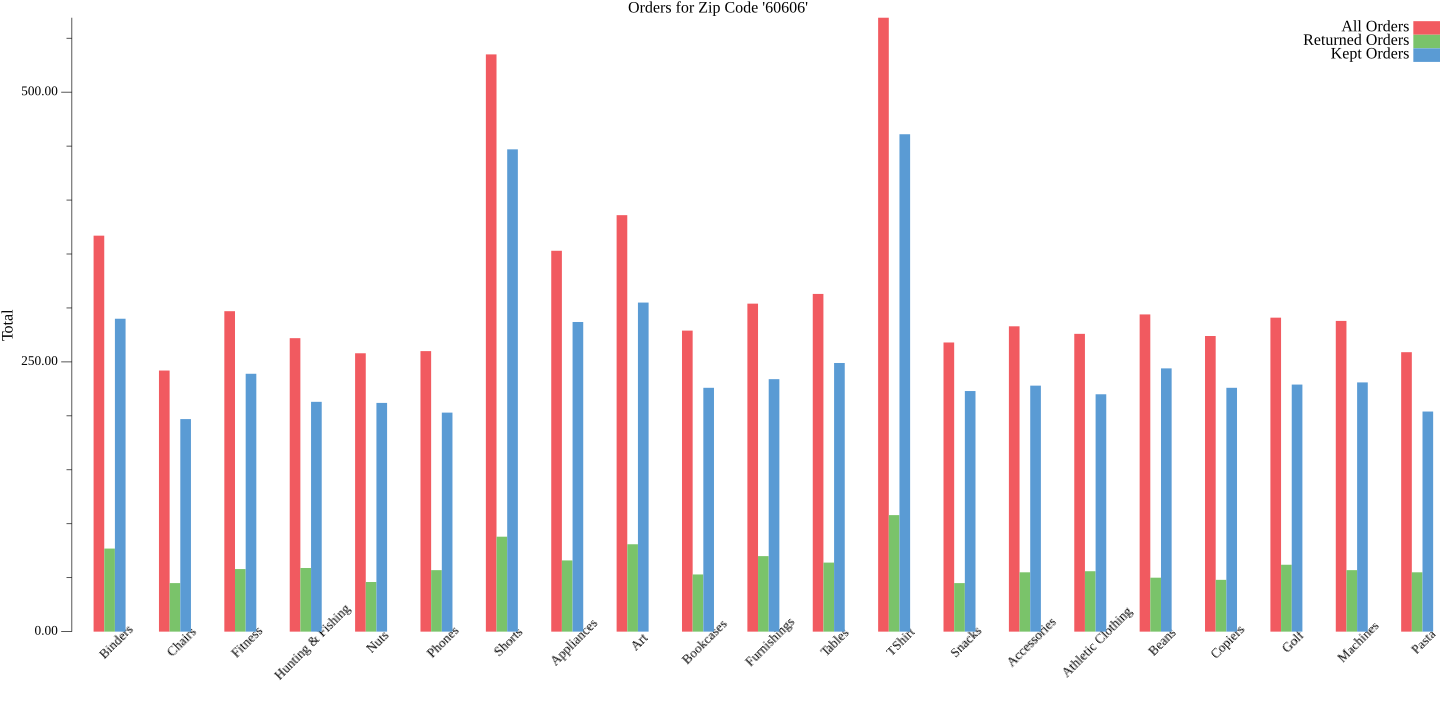 Orders for Zip Code '60606'
All Orders
Returned Orders
Kept Orders
500.00
250.00
0.00
Total
Binders
Chairs
Fitness
Hunting & Fishing
Nuts
Phones
Shorts
Appliances
Art
Bookcases
Furnishings
Tables
TShirt
Snacks
Accessories
Athletic Clothing
Beans
Copiers
Golf
Machines
Pasta